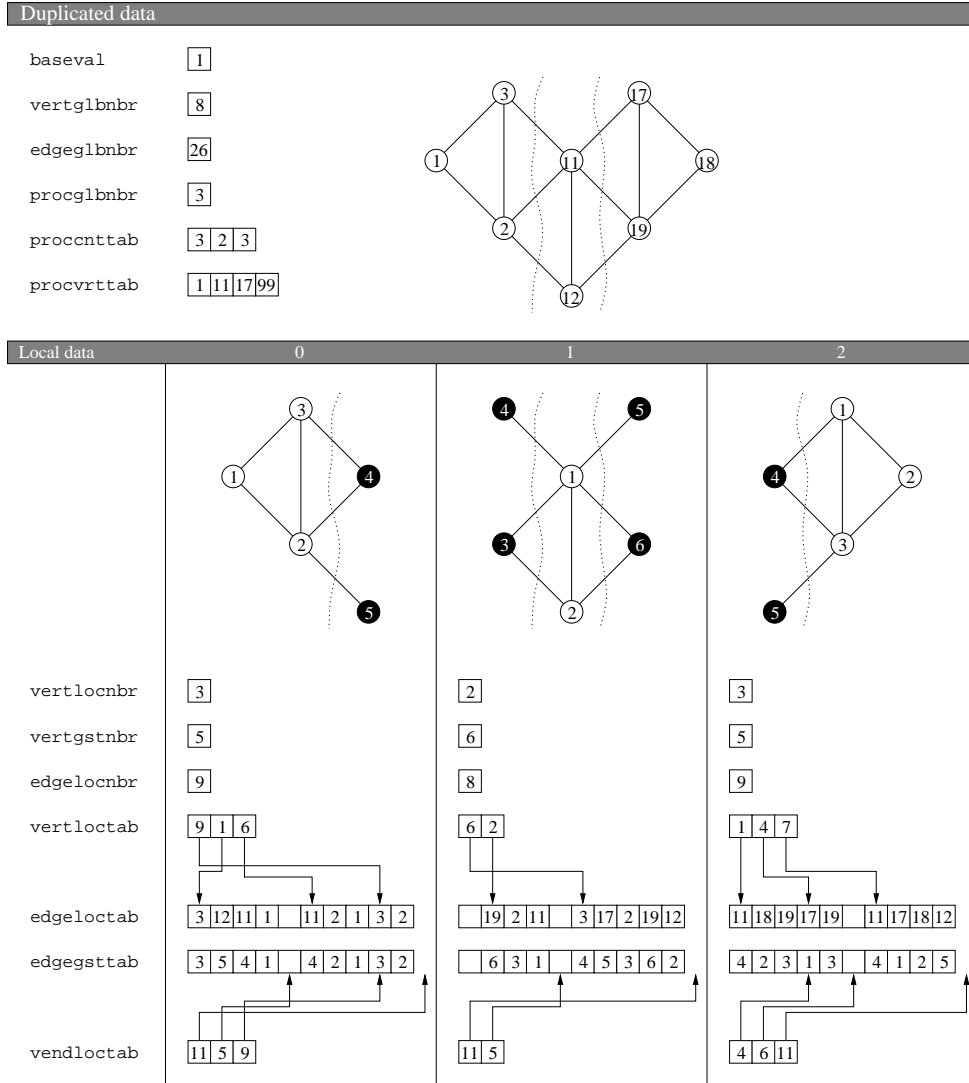 Duplicated data
baseval 1
vertglbnbr 8
edgeglbnbr 26
procglbnbr 3
proccnttab 3 2 3
procvrttab 1 11 17 99
3 17
1 11 18
2 19
12
Local data 0 1 2
3 4 5 1
1 4 1 4 2
2 3 6 3
5 2 5
vertlocnbr 3 2 3
vertgstnbr 5 6 5
edgelocnbr 9 8 9
vertloctab 9 1 6 6 2 1 4 7
edgeloctab 3 12 11 1 11 2 1 3 2 19 2 11 3 17 2 19 12 11 18 19 17 19 11 17 18 12
edgegsttab 3 5 4 1 4 2 1 3 2 6 3 1 4 5 3 6 2 4 2 3 1 3 4 1 2 5
vendloctab 11 5 9 11 5 4 6 11